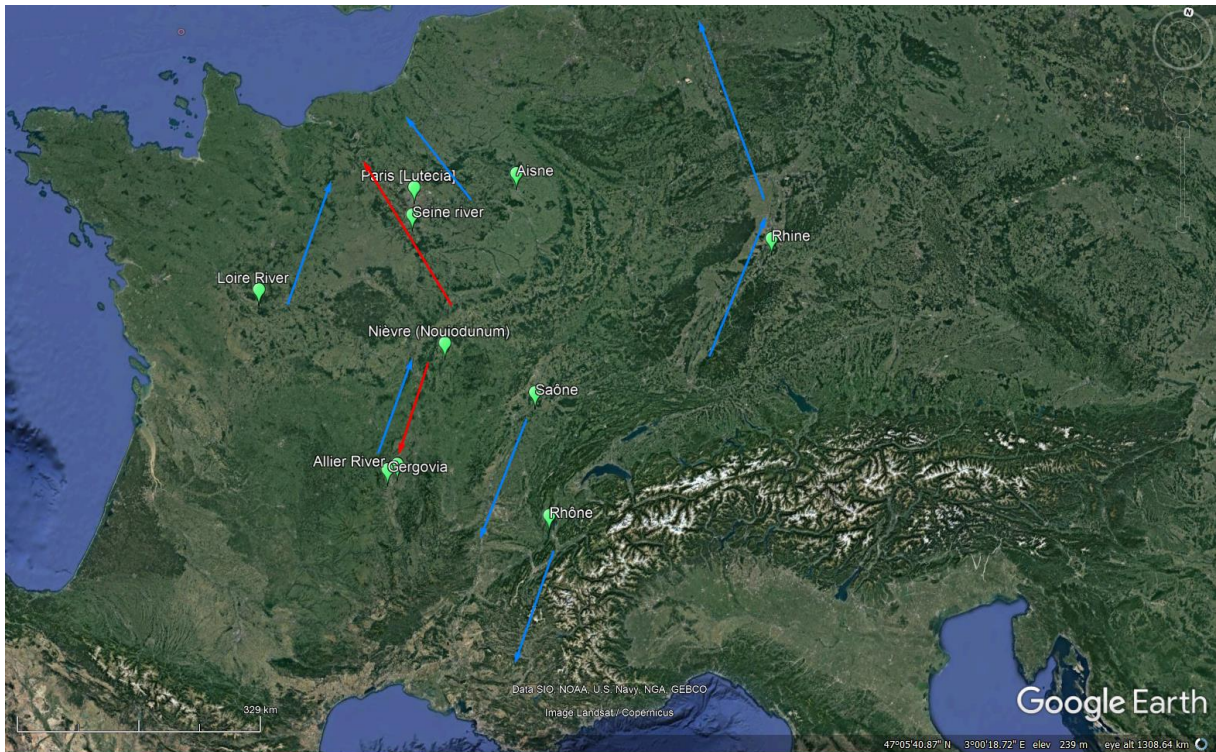 N
Paris [Lutecia]
Aisne
Seine river
Rhine
Loire River
Nièvre (Nouiodunum)
Saône
Allier River
Gergovia
Rhône
Data SIO, NOAA, U.S. Navy, NGA, GEBCO
Image Landsat / Copernicus
329 km
Google Earth
47°05'40.87" N 3°00'18.72" E elev 239 m eye alt 1308.64 km